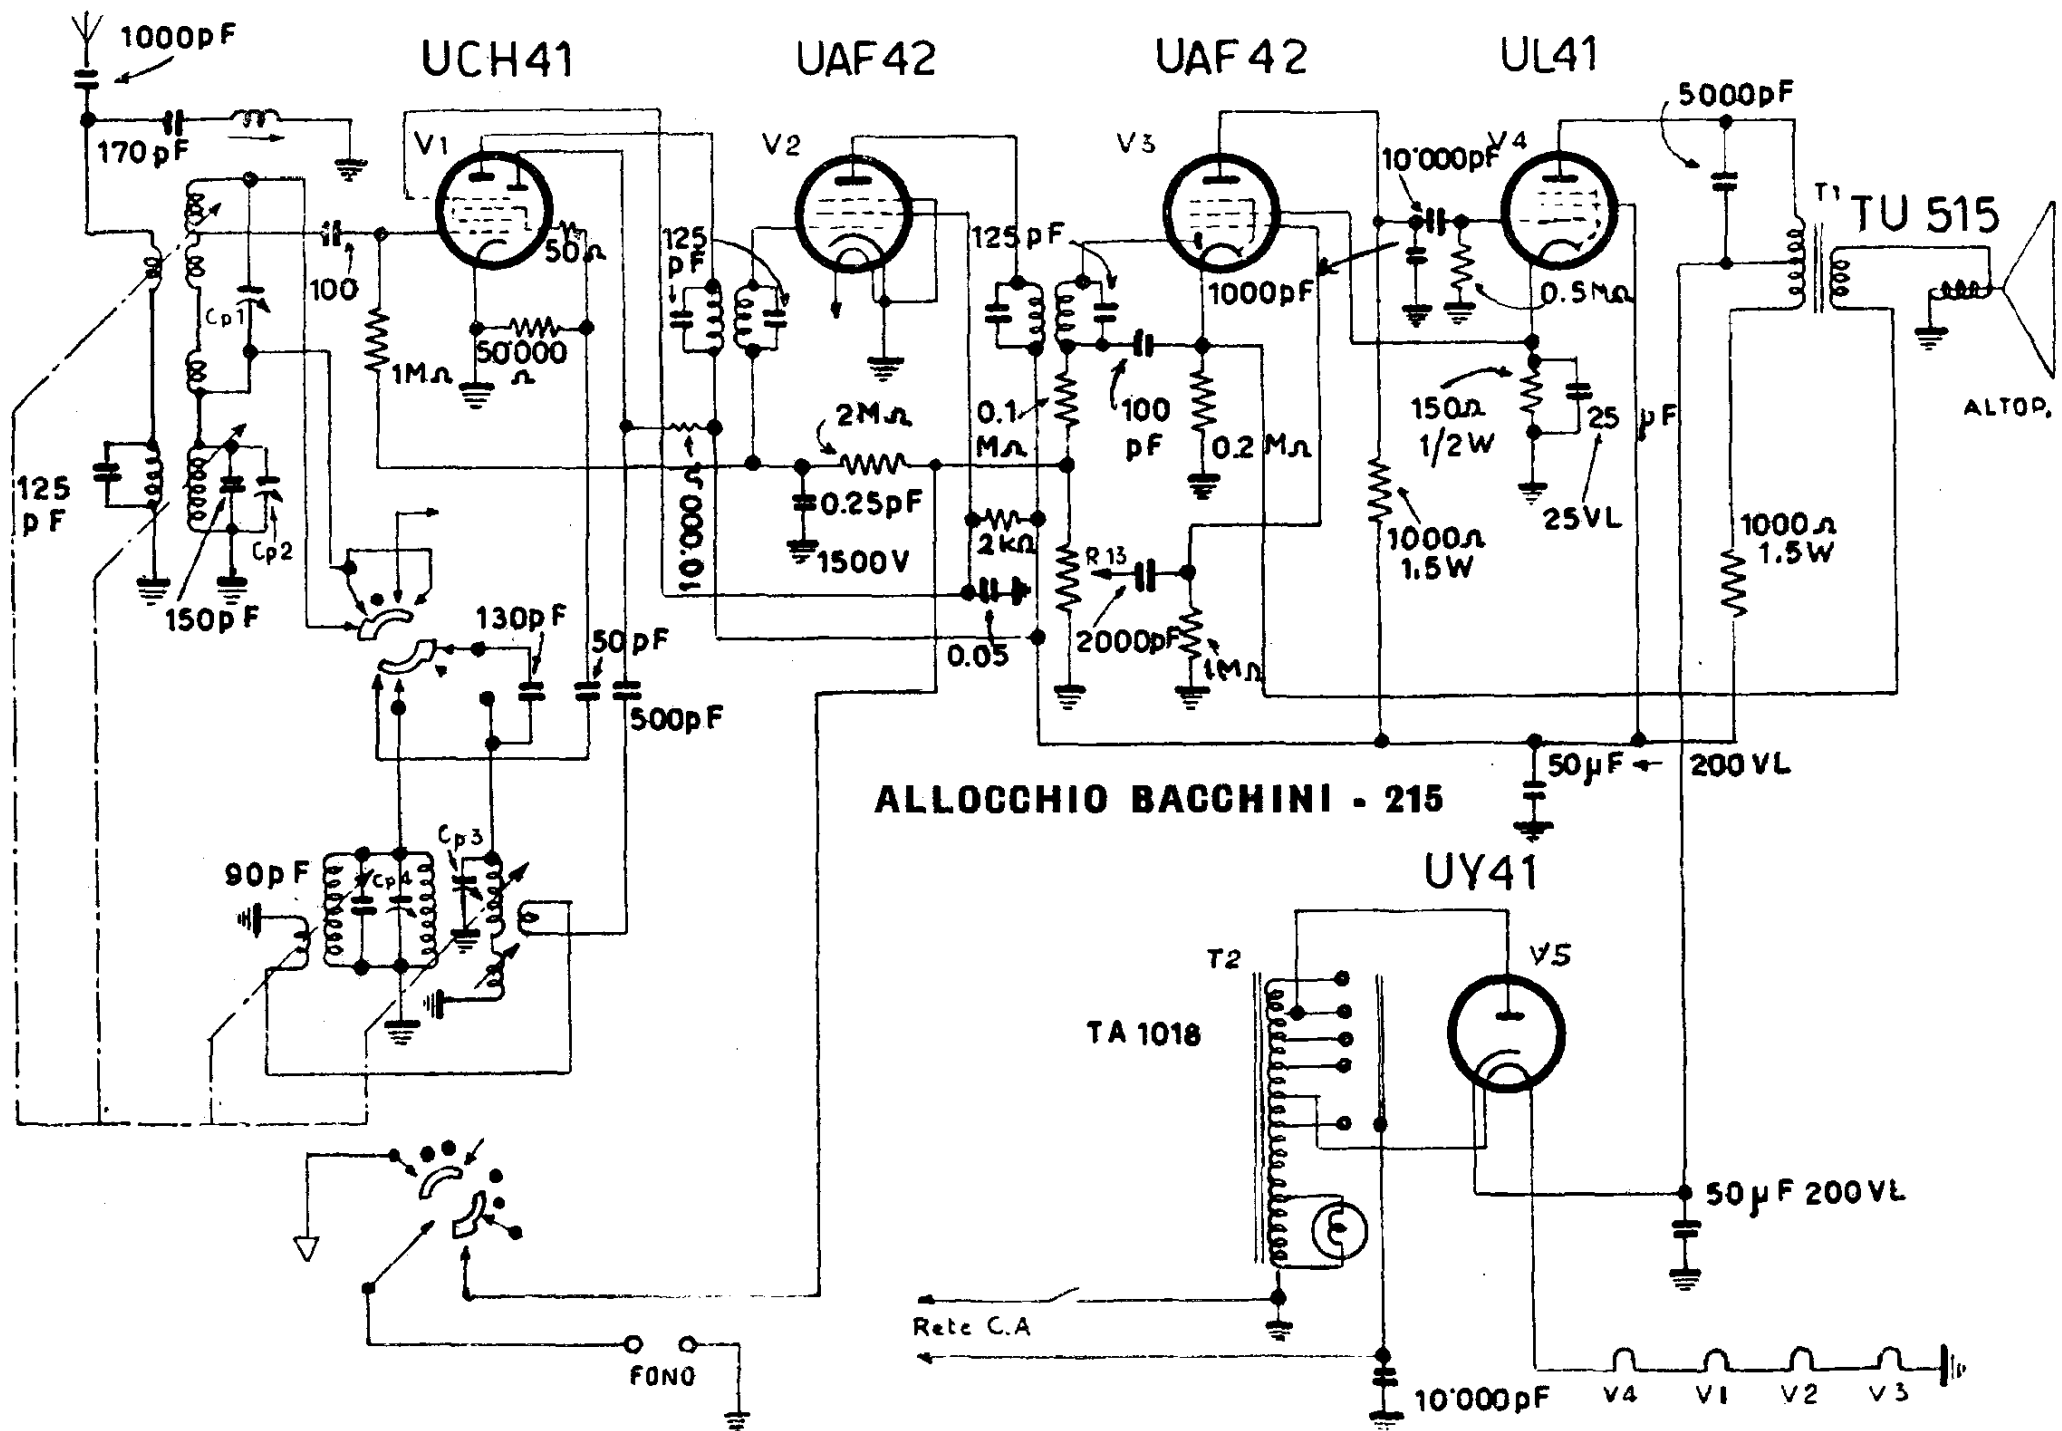 1000pF
UCH41
UAF42
UAF42
UL41
5000pF
170pF
V1
V2
V3
10'000pF
V4
T1
TU 515
125
pF
125pF
50Ω
100
1000pF
0.5MΩ
Cp1
1MΩ
50'000
Ω
2MΩ
0.1
MΩ
100
pF
0.2 MΩ
150Ω
1/2W
25
µF
ALTOP.
125
pF
0.25pF
1500V
10.000 Ω
2kΩ
R13
25VL
1000Ω
1.5W
1000Ω
1.5W
Cp2
150pF
130pF
50pF
0.05
2000pF
1MΩ
500pF
50µF
200VL
ALLOCCHIO BACCHINI - 215
90pF
Cp4
Cp3
UY41
T2
V5
TA 1018
50µF 200VL
Rete C.A
FONO
10'000pF
V4
V1
V2
V3